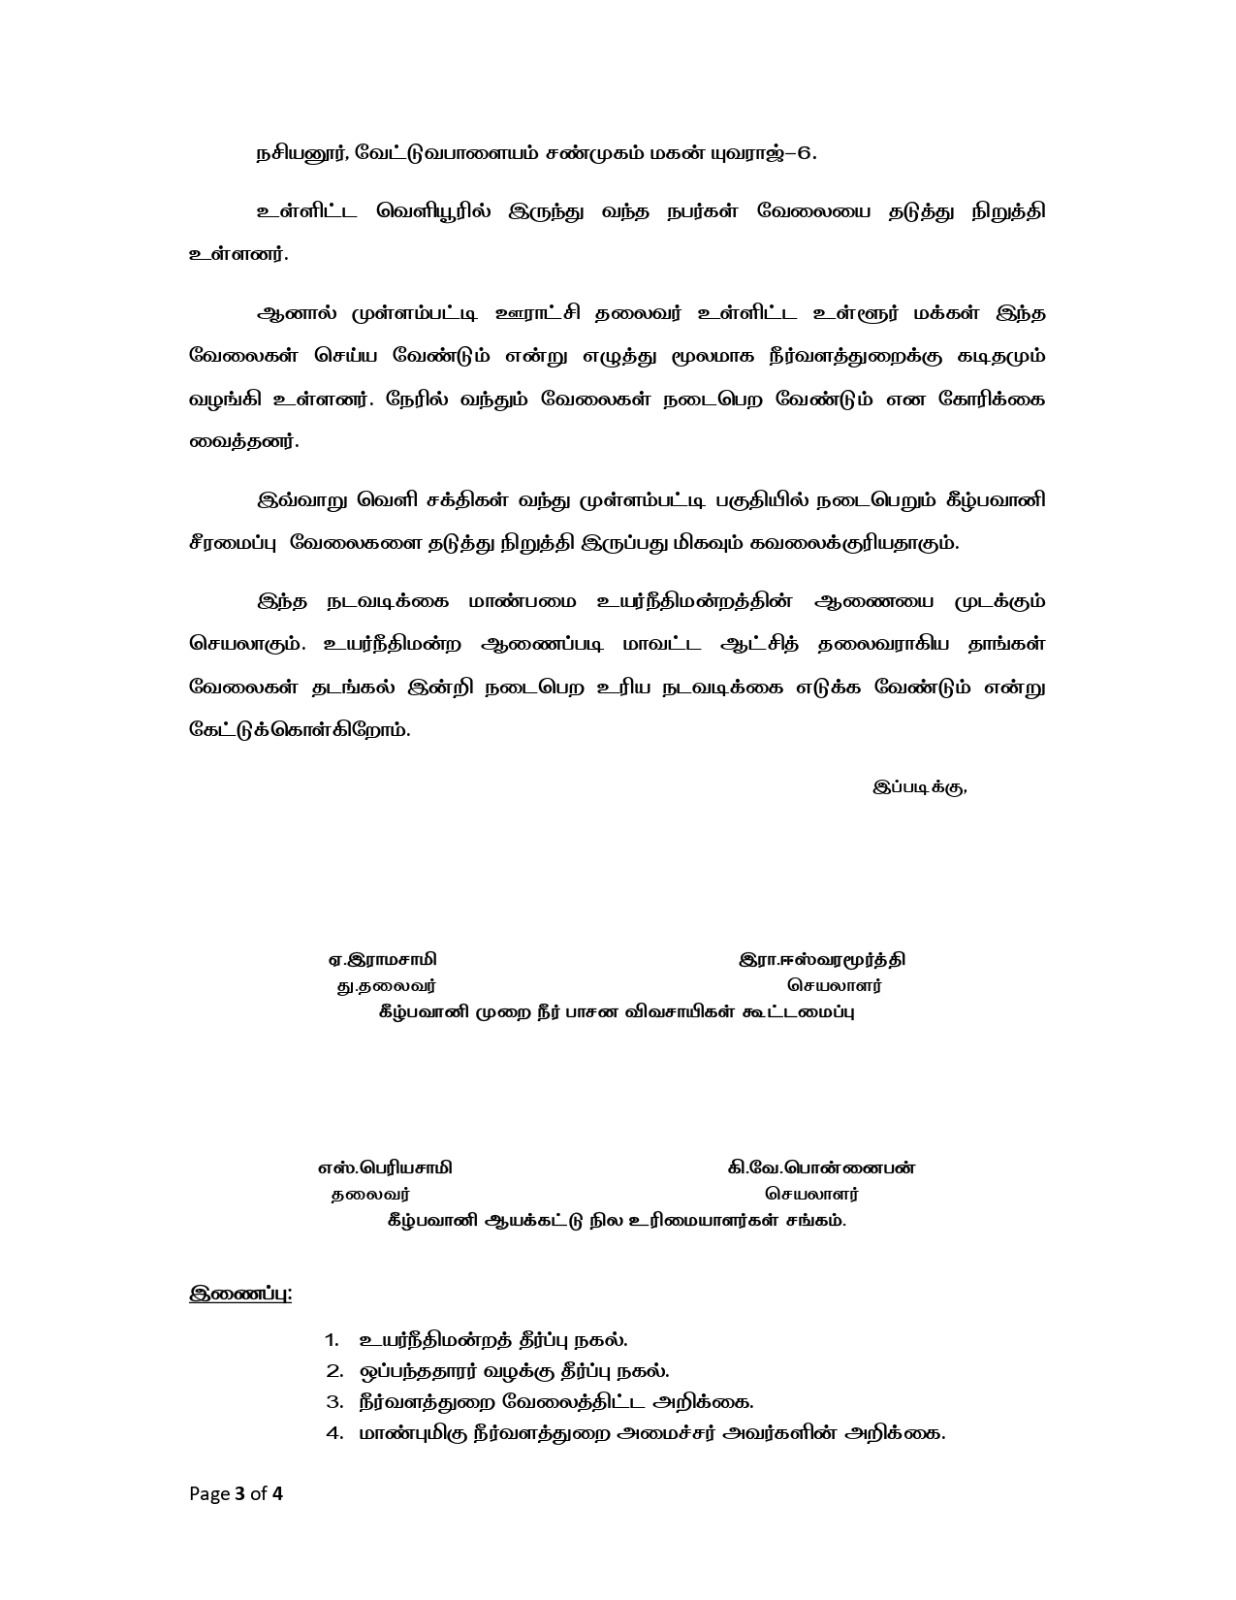 நசியனூர், வேட்டுவபாளையம் சண்முகம் மகன் யுவராஜ்–6.
உள்ளிட்ட வெளியூரில் இருந்து வந்த நபர்கள் வேலையை தடுத்து நிறுத்தி
உள்ளனர்.
ஆனால் முள்ளம்பட்டி ஊராட்சி தலைவர் உள்ளிட்ட உள்ளூர் மக்கள் இந்த
வேலைகள் செய்ய வேண்டும் என்று எழுத்து மூலமாக நீர்வளத்துறைக்கு கடிதமும்
வழங்கி உள்ளனர். நேரில் வந்தும் வேலைகள் நடைபெற வேண்டும் என கோரிக்கை
வைத்தனர்.
இவ்வாறு வெளி சக்திகள் வந்து முள்ளம்பட்டி பகுதியில் நடைபெறும் கீழ்பவானி
சீரமைப்பு வேலைகளை தடுத்து நிறுத்தி இருப்பது மிகவும் கவலைக்குரியதாகும்.
இந்த நடவடிக்கை மாண்பமை உயர்நீதிமன்றத்தின் ஆணையை முடக்கும்
செயலாகும். உயர்நீதிமன்ற ஆணைப்படி மாவட்ட ஆட்சித் தலைவராகிய தாங்கள்
வேலைகள் தடங்கல் இன்றி நடைபெற உரிய நடவடிக்கை எடுக்க வேண்டும் என்று
கேட்டுக்கொள்கிறோம்.
இப்படிக்கு,
ஏ.இராமசாமி இரா.ஈஸ்வரமூர்த்தி
து.தலைவர் செயலாளர்
கீழ்பவானி முறை நீர் பாசன விவசாயிகள் கூட்டமைப்பு
எஸ்.பெரியசாமி கி.வே.பொன்னையன்
தலைவர் செயலாளர்
கீழ்பவானி ஆயக்கட்டு நில உரிமையாளர்கள் சங்கம்.
இணைப்பு:
1. உயர்நீதிமன்றத் தீர்ப்பு நகல்.
2. ஒப்பந்ததாரர் வழக்கு தீர்ப்பு நகல்.
3. நீர்வளத்துறை வேலைத்திட்ட அறிக்கை.
4. மாண்புமிகு நீர்வளத்துறை அமைச்சர் அவர்களின் அறிக்கை.
Page 3 of 4